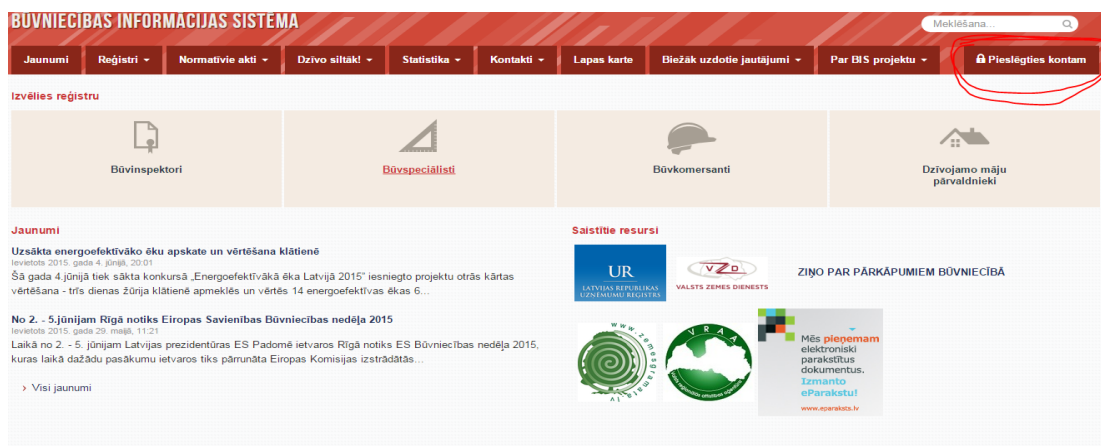 BŪVNIECĪBAS INFORMĀCIJAS SISTĒMA
Meklēšana...
Jaunumi Reģistri Normatīvie akti Dzīvo siltāk! Statistika Kontakti Lapas karte Biežāk uzdotie jautājumi Par BIS projektu Pieslēgties kontam
Izvēlies reģistru
Būvinspektori
Būvspeciālisti
Būvkomersanti
Dzīvojamo māju
pārvaldnieki
Jaunumi
Uzsākta energoefektīvāko ēku apskate un vērtēšana klātienē
Ievietots 2015. gada 4. jūnijā, 20:01
Šā gada 4.jūnijā tiek sākta konkursā „Energoefektīvākā ēka Latvijā 2015” iesniegto projektu otrās kārtas
vērtēšana - trīs dienas žūrija klātienē apmeklēs un vērtēs 14 energoefektīvas ēkas 6...
No 2. - 5.jūnijam Rīgā notiks Eiropas Savienības Būvniecības nedēļa 2015
Ievietots 2015. gada 29. maijā, 11:21
Laikā no 2. - 5. jūnijam Latvijas prezidentūras ES Padomē ietvaros Rīgā notiks ES Būvniecības nedēļa 2015,
kuras laikā dažādu pasākumu ietvaros tiks pārrunāta Eiropas Komisijas izstrādātās...
> Visi jaunumi
Saistītie resursi
UR
LATVIJAS REPUBLIKAS
UZŅĒMUMU REĢISTRS
VZD
VALSTS ZEMES DIENESTS
ZIŅO PAR PĀRKĀPUMIEM BŪVNIECĪBĀ
www.zemesgramata.lv
VRAA
Valsts reģionālās attīstības aģentūra
Mēs pieņemam
elektroniski
parakstītus
dokumentus.
Izmanto
eParakstu!
www.eparaksts.lv